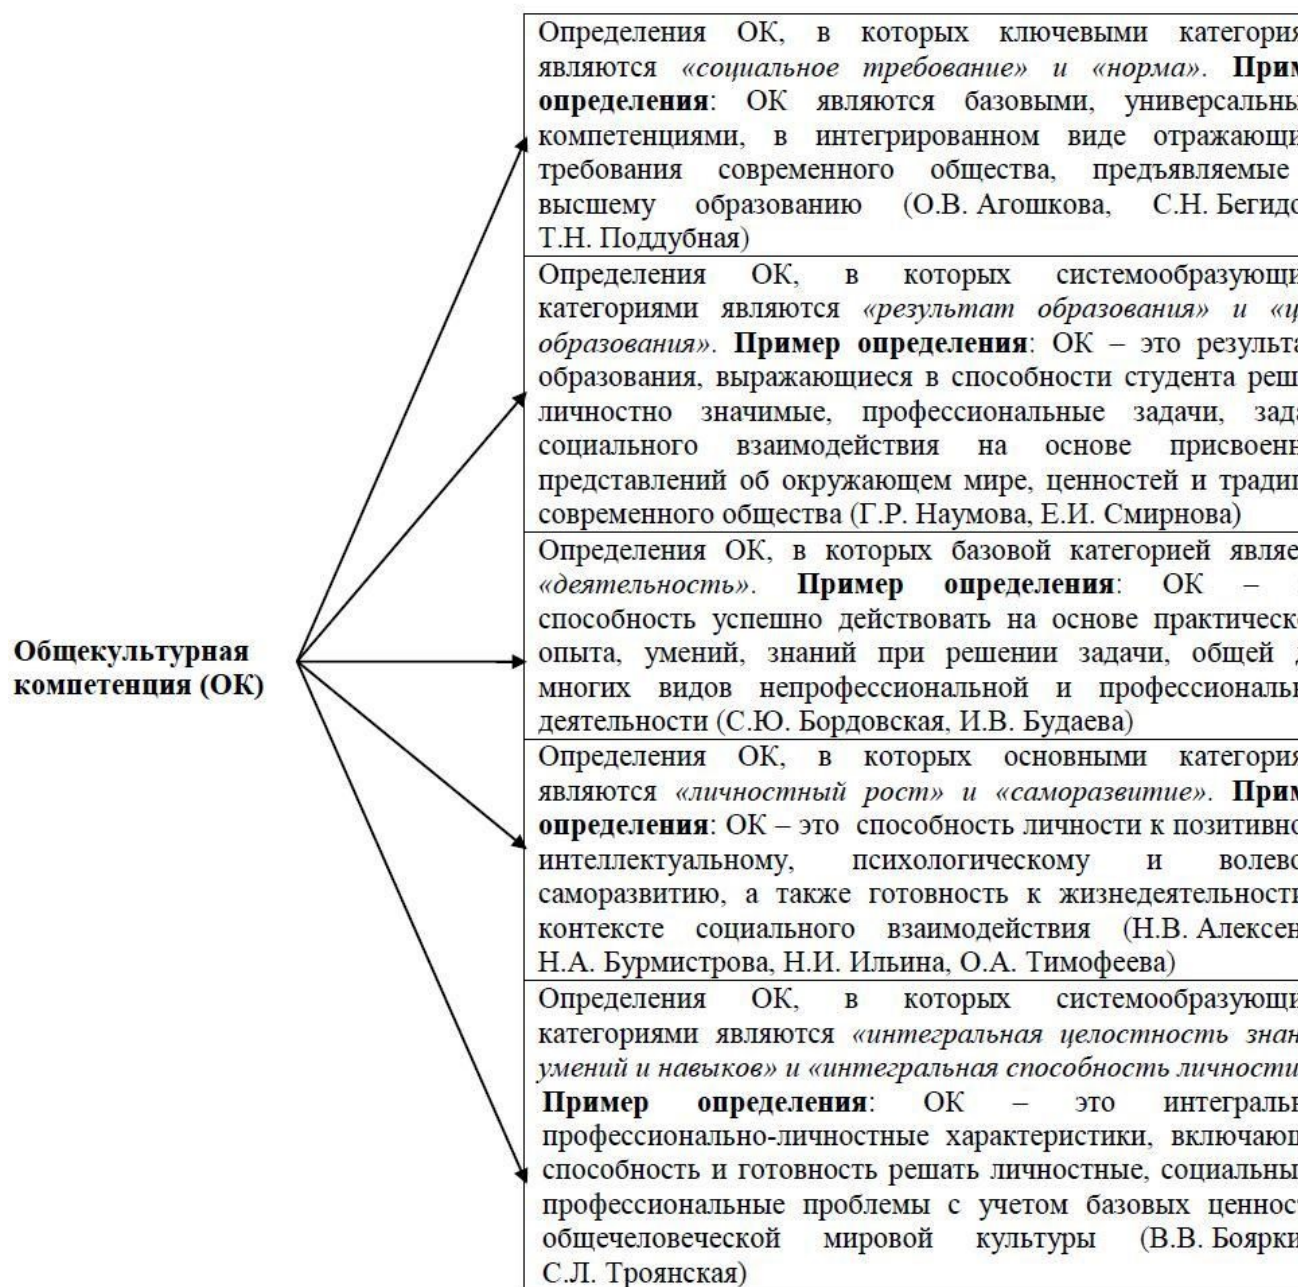 Общекультурная
компетенция (ОК)
Определения ОК, в которых ключевыми категория
являются «социальное требование» и «норма». Прим
определения: ОК являются базовыми, универсальны
компетенциями, в интегрированном виде отражающи
требования современного общества, предъявляемые
высшему образованию (О.В. Агошкова, С.Н. Бегидо
Т.Н. Поддубная)
Определения ОК, в которых системообразующи
категориями являются «результат образования» и «ц
образования». Пример определения: ОК – это результа
образования, выражающиеся в способности студента реш
личностно значимые, профессиональные задачи, зада
социального взаимодействия на основе присвоенн
представлений об окружающем мире, ценностей и традиц
современного общества (Г.Р. Наумова, Е.И. Смирнова)
Определения ОК, в которых базовой категорией являе
«деятельность». Пример определения: ОК –
способность успешно действовать на основе практическо
опыта, умений, знаний при решении задачи, общей д
многих видов непрофессиональной и профессиональн
деятельности (С.Ю. Бордовская, И.В. Будаева)
Определения ОК, в которых основными категория
являются «личностный рост» и «саморазвитие». Прим
определения: ОК – это способность личности к позитивно
интеллектуальному, психологическому и волево
саморазвитию, а также готовность к жизнедеятельности
контексте социального взаимодействия (Н.В. Алексен
Н.А. Бурмистрова, Н.И. Ильина, О.А. Тимофеева)
Определения ОК, в которых системообразующи
категориями являются «интегральная целостность знан
умений и навыков» и «интегральная способность личности
Пример определения: ОК – это интегральн
профессионально-личностные характеристики, включающ
способность и готовность решать личностные, социальны
профессиональные проблемы с учетом базовых ценност
общечеловеческой мировой культуры (В.В. Бояркин
С.Л. Троянская)